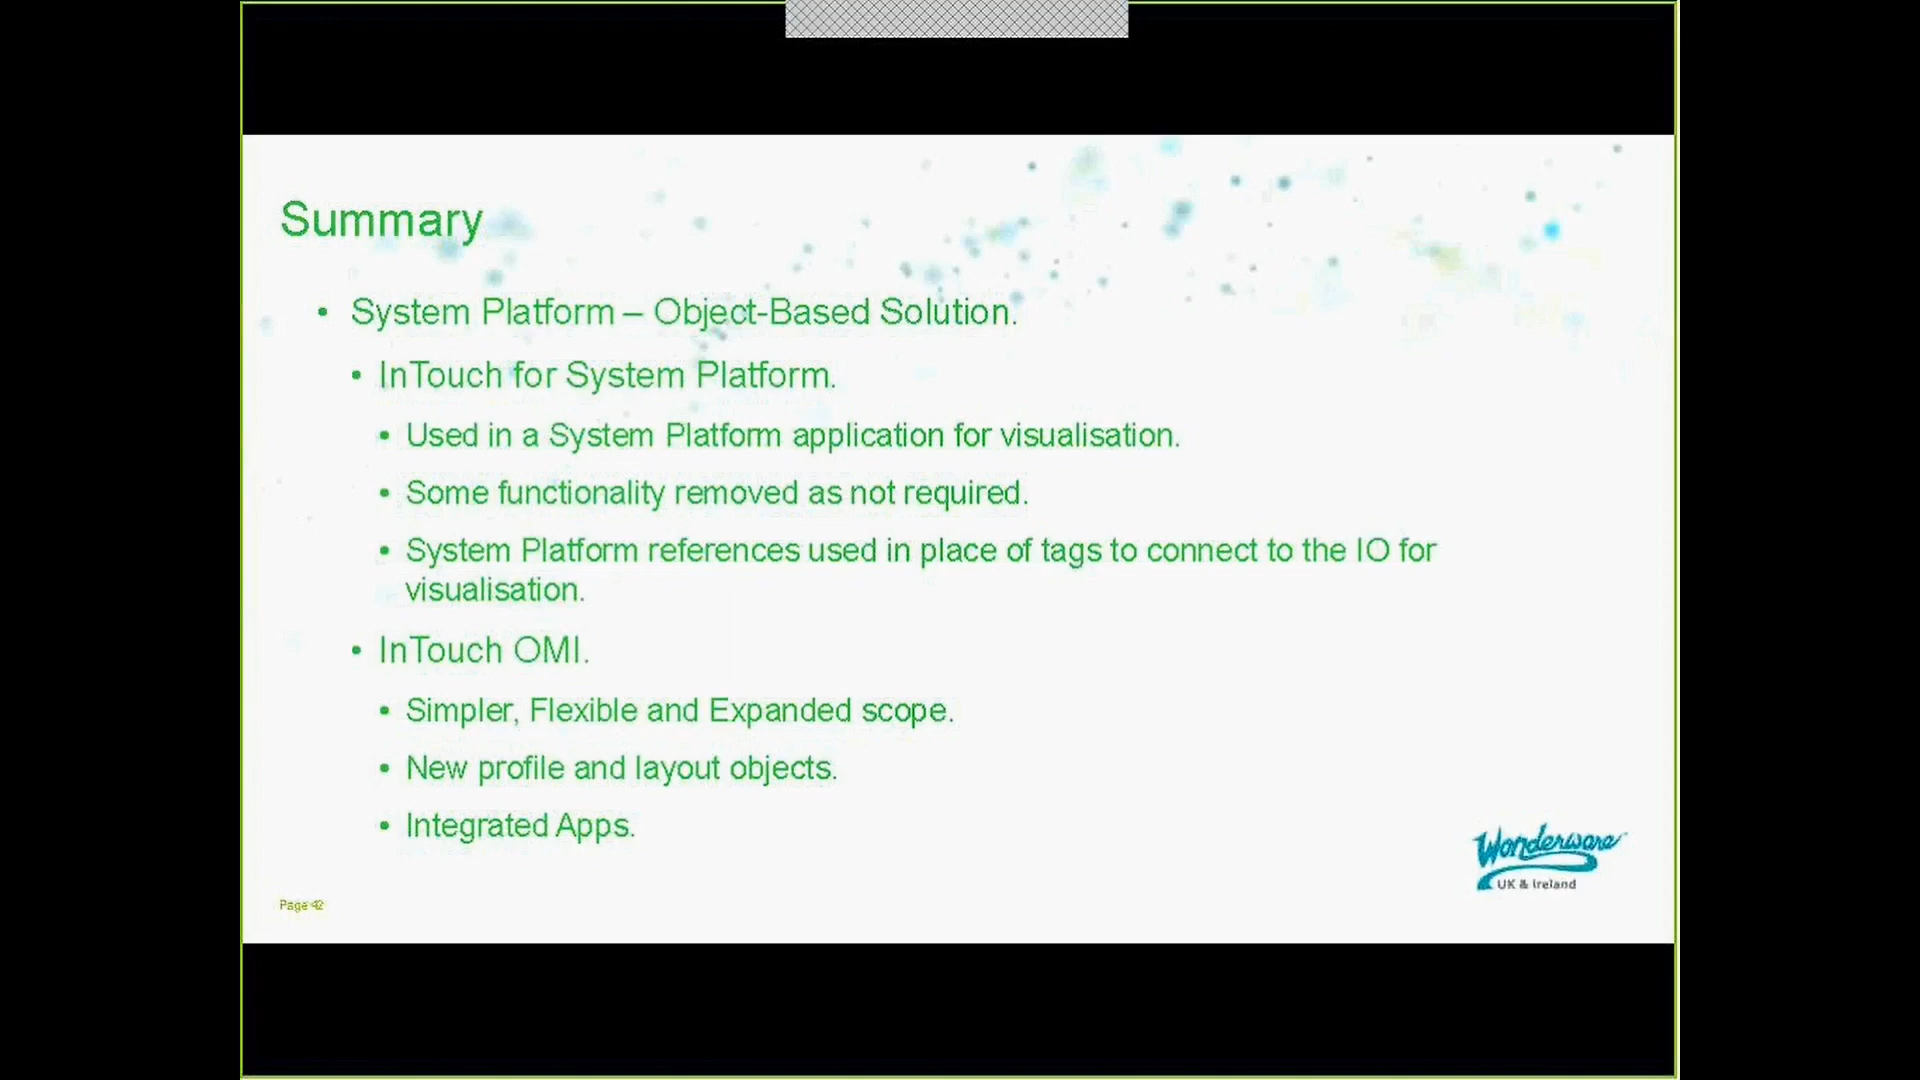 Summary
• System Platform – Object-Based Solution.
• InTouch for System Platform.
• Used in a System Platform application for visualisation.
• Some functionality removed as not required.
• System Platform references used in place of tags to connect to the IO for
visualisation.
• InTouch OMI.
• Simpler, Flexible and Expanded scope.
• New profile and layout objects.
• Integrated Apps.
Wonderware
UK & Ireland
Page 42